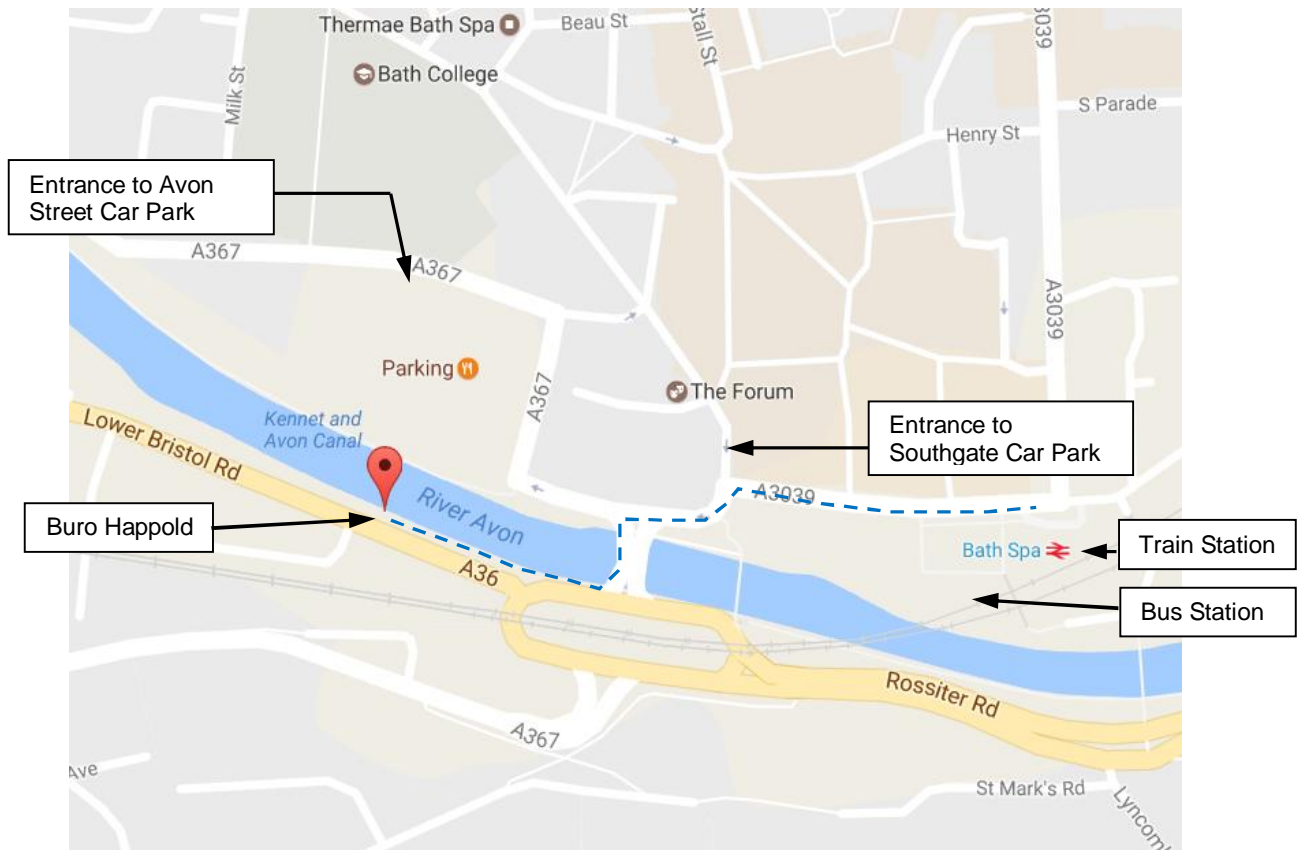 Thermae Bath Spa
Beau St
Stall St
A3039
Bath College
Milk St
S Parade
Henry St
Entrance to Avon
Street Car Park
A367
A367
A3039
Parking
A367
The Forum
Kennet and
Avon Canal
Lower Bristol Rd
Entrance to
Southgate Car Park
A3039
River Avon
Buro Happold
Bath Spa
Train Station
A36
Bus Station
Rossiter Rd
A367
Ave
St Mark's Rd
Lyncomb